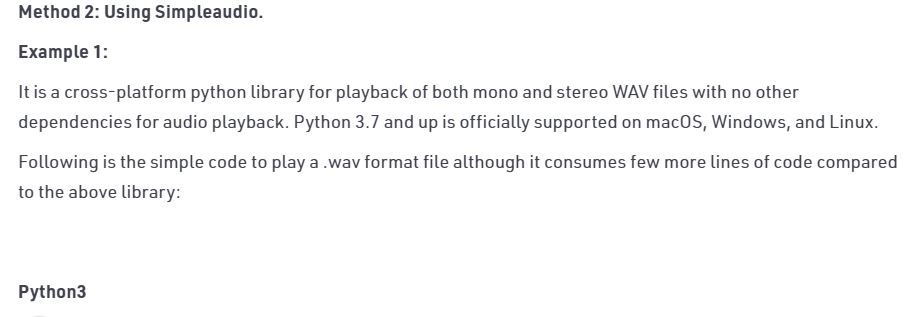 Method 2: Using Simpleaudio.
Example 1:
It is a cross-platform python library for playback of both mono and stereo WAV files with no other
dependencies for audio playback. Python 3.7 and up is officially supported on macOS, Windows, and Linux.
Following is the simple code to play a .wav format file although it consumes few more lines of code compared
to the above library:
Python3